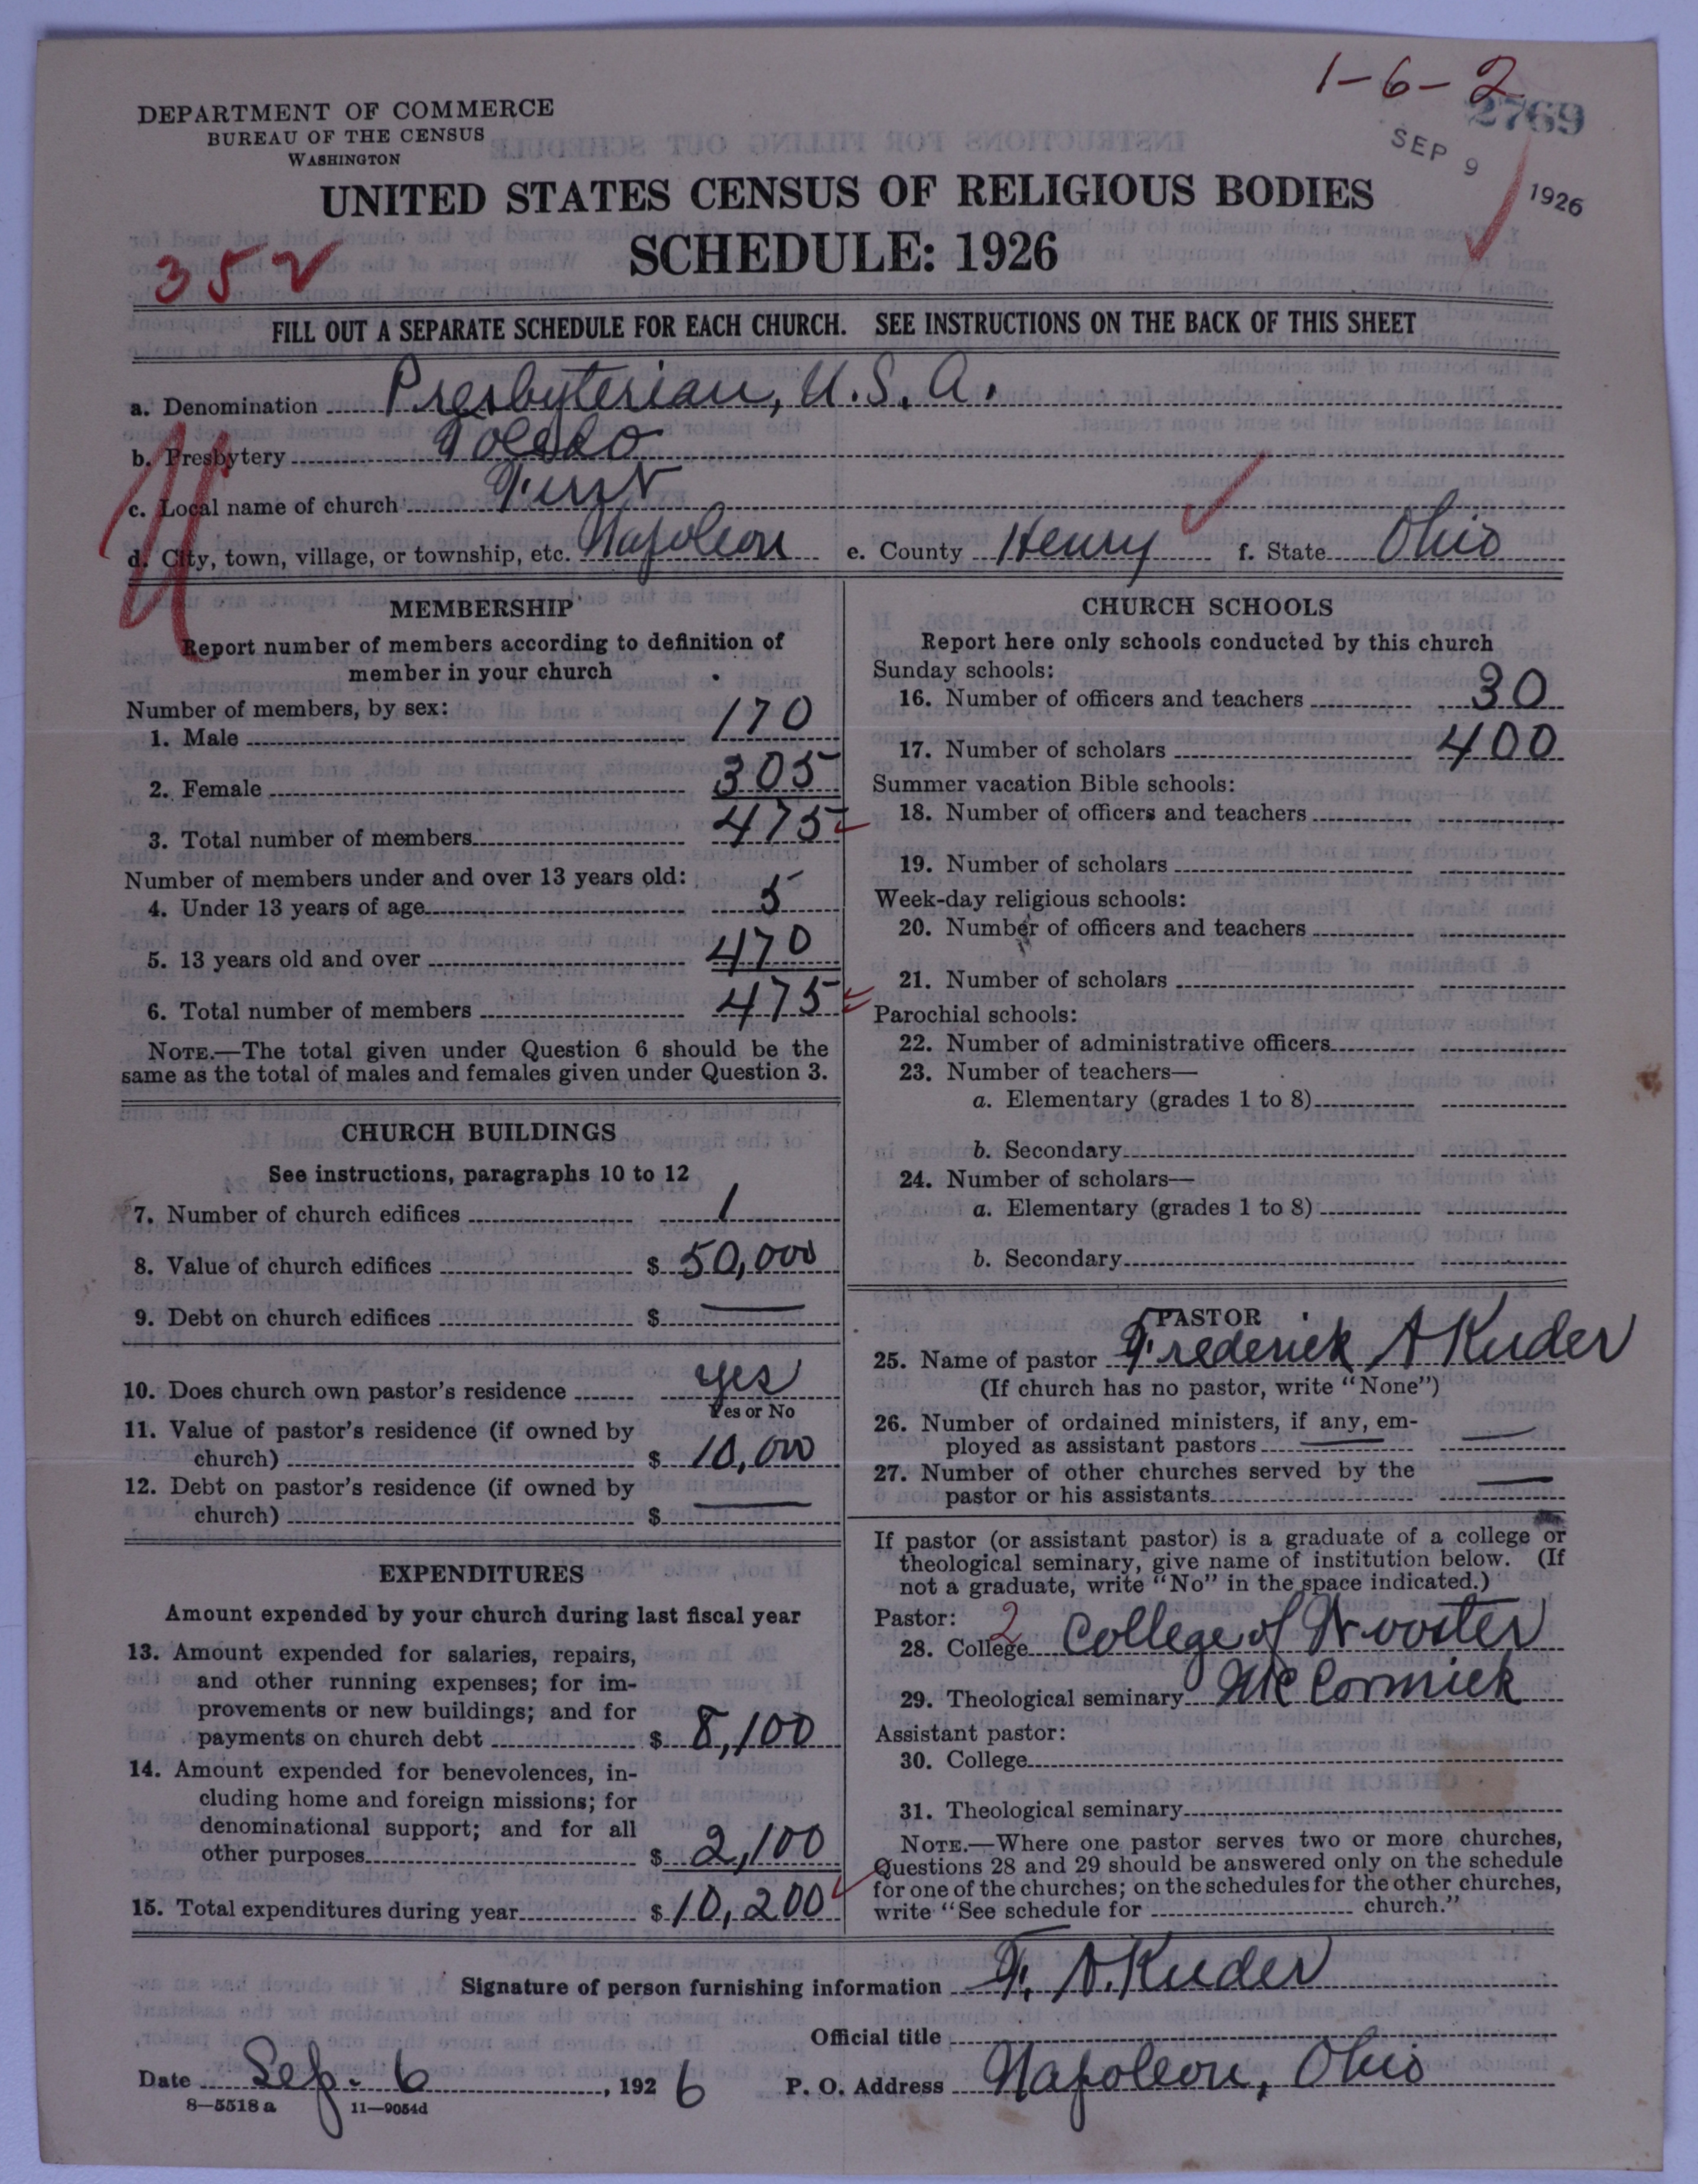 1-6-2
2769
SEP 9 1926
DEPARTMENT OF COMMERCE
BUREAU OF THE CENSUS
WASHINGTON
UNITED STATES CENSUS OF RELIGIOUS BODIES
SCHEDULE: 1926
352
FILL OUT A SEPARATE SCHEDULE FOR EACH CHURCH. SEE INSTRUCTIONS ON THE BACK OF THIS SHEET
a. Denomination Presbyterian, U.S.A.
b. Presbytery Toledo
c. Local name of church First
d. City, town, village, or township, etc. Napoleon e. County Henry f. State Ohio
MEMBERSHIP
Report number of members according to definition of
member in your church
Number of members, by sex:
1. Male 170
2. Female 305
3. Total number of members 475
Number of members under and over 13 years old:
4. Under 13 years of age 5
5. 13 years old and over 470
6. Total number of members 475
NOTE.—The total given under Question 6 should be the
same as the total of males and females given under Question 3.
CHURCH BUILDINGS
See instructions, paragraphs 10 to 12
7. Number of church edifices 1
8. Value of church edifices $ 50,000
9. Debt on church edifices $ —
10. Does church own pastor's residence yes
Yes or No
11. Value of pastor's residence (if owned by
church) $ 10,000
12. Debt on pastor's residence (if owned by
church) $ —
EXPENDITURES
Amount expended by your church during last fiscal year
13. Amount expended for salaries, repairs,
and other running expenses; for im-
provements or new buildings; and for
payments on church debt $ 8,100
14. Amount expended for benevolences, in-
cluding home and foreign missions; for
denominational support; and for all
other purposes $ 2,100
15. Total expenditures during year $ 10,200
CHURCH SCHOOLS
Report here only schools conducted by this church
Sunday schools:
16. Number of officers and teachers 30
17. Number of scholars 400
Summer vacation Bible schools:
18. Number of officers and teachers
19. Number of scholars
Week-day religious schools:
20. Number of officers and teachers
21. Number of scholars
Parochial schools:
22. Number of administrative officers
23. Number of teachers—
a. Elementary (grades 1 to 8)
b. Secondary
24. Number of scholars—
a. Elementary (grades 1 to 8)
b. Secondary
PASTOR
25. Name of pastor Frederick A Kuder
(If church has no pastor, write "None")
26. Number of ordained ministers, if any, em-
ployed as assistant pastors —
27. Number of other churches served by the
pastor or his assistants —
If pastor (or assistant pastor) is a graduate of a college or
theological seminary, give name of institution below. (If
not a graduate, write "No" in the space indicated.)
Pastor: 2
28. College College of Wooster
29. Theological seminary McCormick
Assistant pastor:
30. College
31. Theological seminary
NOTE.—Where one pastor serves two or more churches,
Questions 28 and 29 should be answered only on the schedule
for one of the churches; on the schedules for the other churches,
write "See schedule for church."
Signature of person furnishing information F. A. Kuder
Official title
Date Sep. 6, 1926 P. O. Address Napoleon, Ohio
8—5518a 11—9054d